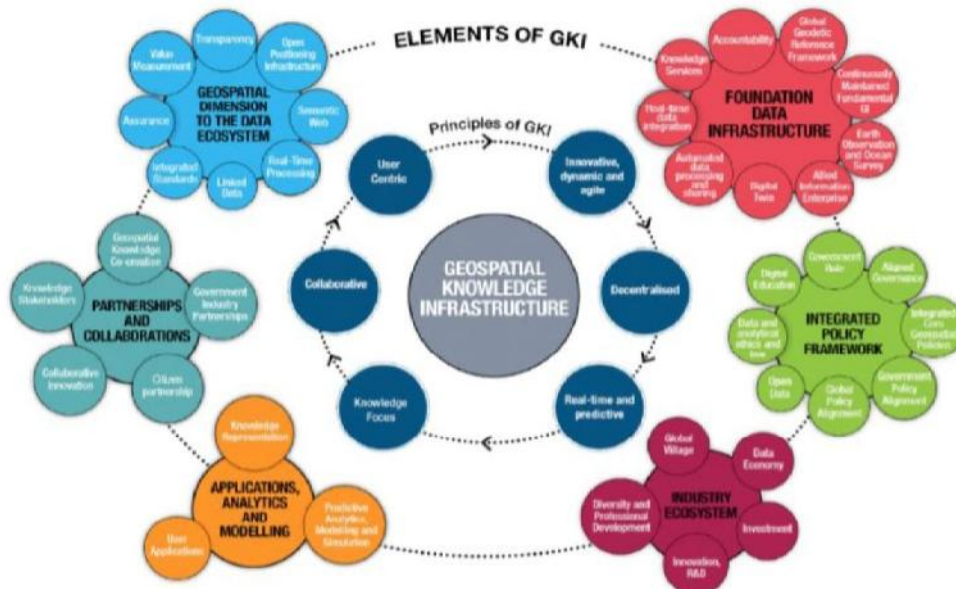 ELEMENTS OF GKI
Principles of GKI
GEOSPATIAL
KNOWLEDGE
INFRASTRUCTURE
User
Centric
Innovative,
dynamic and
agile
Decentralised
Real-time and
predictive
Knowledge
Focus
Collaborative
GEOSPATIAL
DIMENSION
TO THE DATA
ECOSYSTEM
Value
Measurement
Transparency
Open
Positioning
Infrastructure
Semantic
Web
Real-Time
Processing
Linked
Data
Integrated
Standards
Assurance
FOUNDATION
DATA
INFRASTRUCTURE
Knowledge
Services
Accountability
Global
Geodetic
Reference
Framework
Continuously
Maintained
Fundamental
GI
Earth
Observation
and Ocean
Survey
Allied
Information
Enterprise
Digital
Twin
Automated
data
processing
and
sharing
Real-time
data
integration
INTEGRATED
POLICY
FRAMEWORK
Digital
Education
Government
Role
Aligned
Governance
Integrated
Core
Geospatial
Policies
Government
Policy
Alignment
Global
Policy
Alignment
Open
Data
Data and
analytical
ethics and
INDUSTRY
ECOSYSTEM
Global
Village
Data
Economy
Investment
Innovation,
R&D
Diversity and
Professional
Development
APPLICATIONS,
ANALYTICS
AND
MODELLING
Knowledge
Representation
Predictive
Analytics,
Modelling and
Simulation
User
Applications
PARTNERSHIPS
AND
COLLABORATIONS
Geospatial
Knowledge
Co-creation
Government
Industry
Partnerships
Citizen
partnership
Collaborative
Innovation
Knowledge
Stakeholders